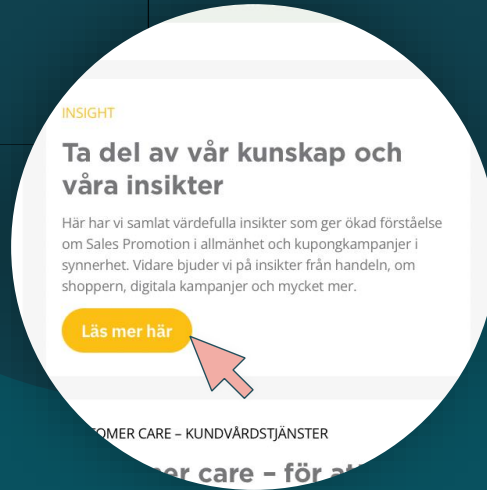 INSIGHT
Ta del av vår kunskap och
våra insikter
Här har vi samlat värdefulla insikter som ger ökad förståelse
om Sales Promotion i allmänhet och kupongkampanjer i
synnerhet. Vidare bjuder vi på insikter från handeln, om
shoppern, digitala kampanjer och mycket mer.
Läs mer här
OMER CARE – KUNDVÅRDSTJÄNSTER
care – för